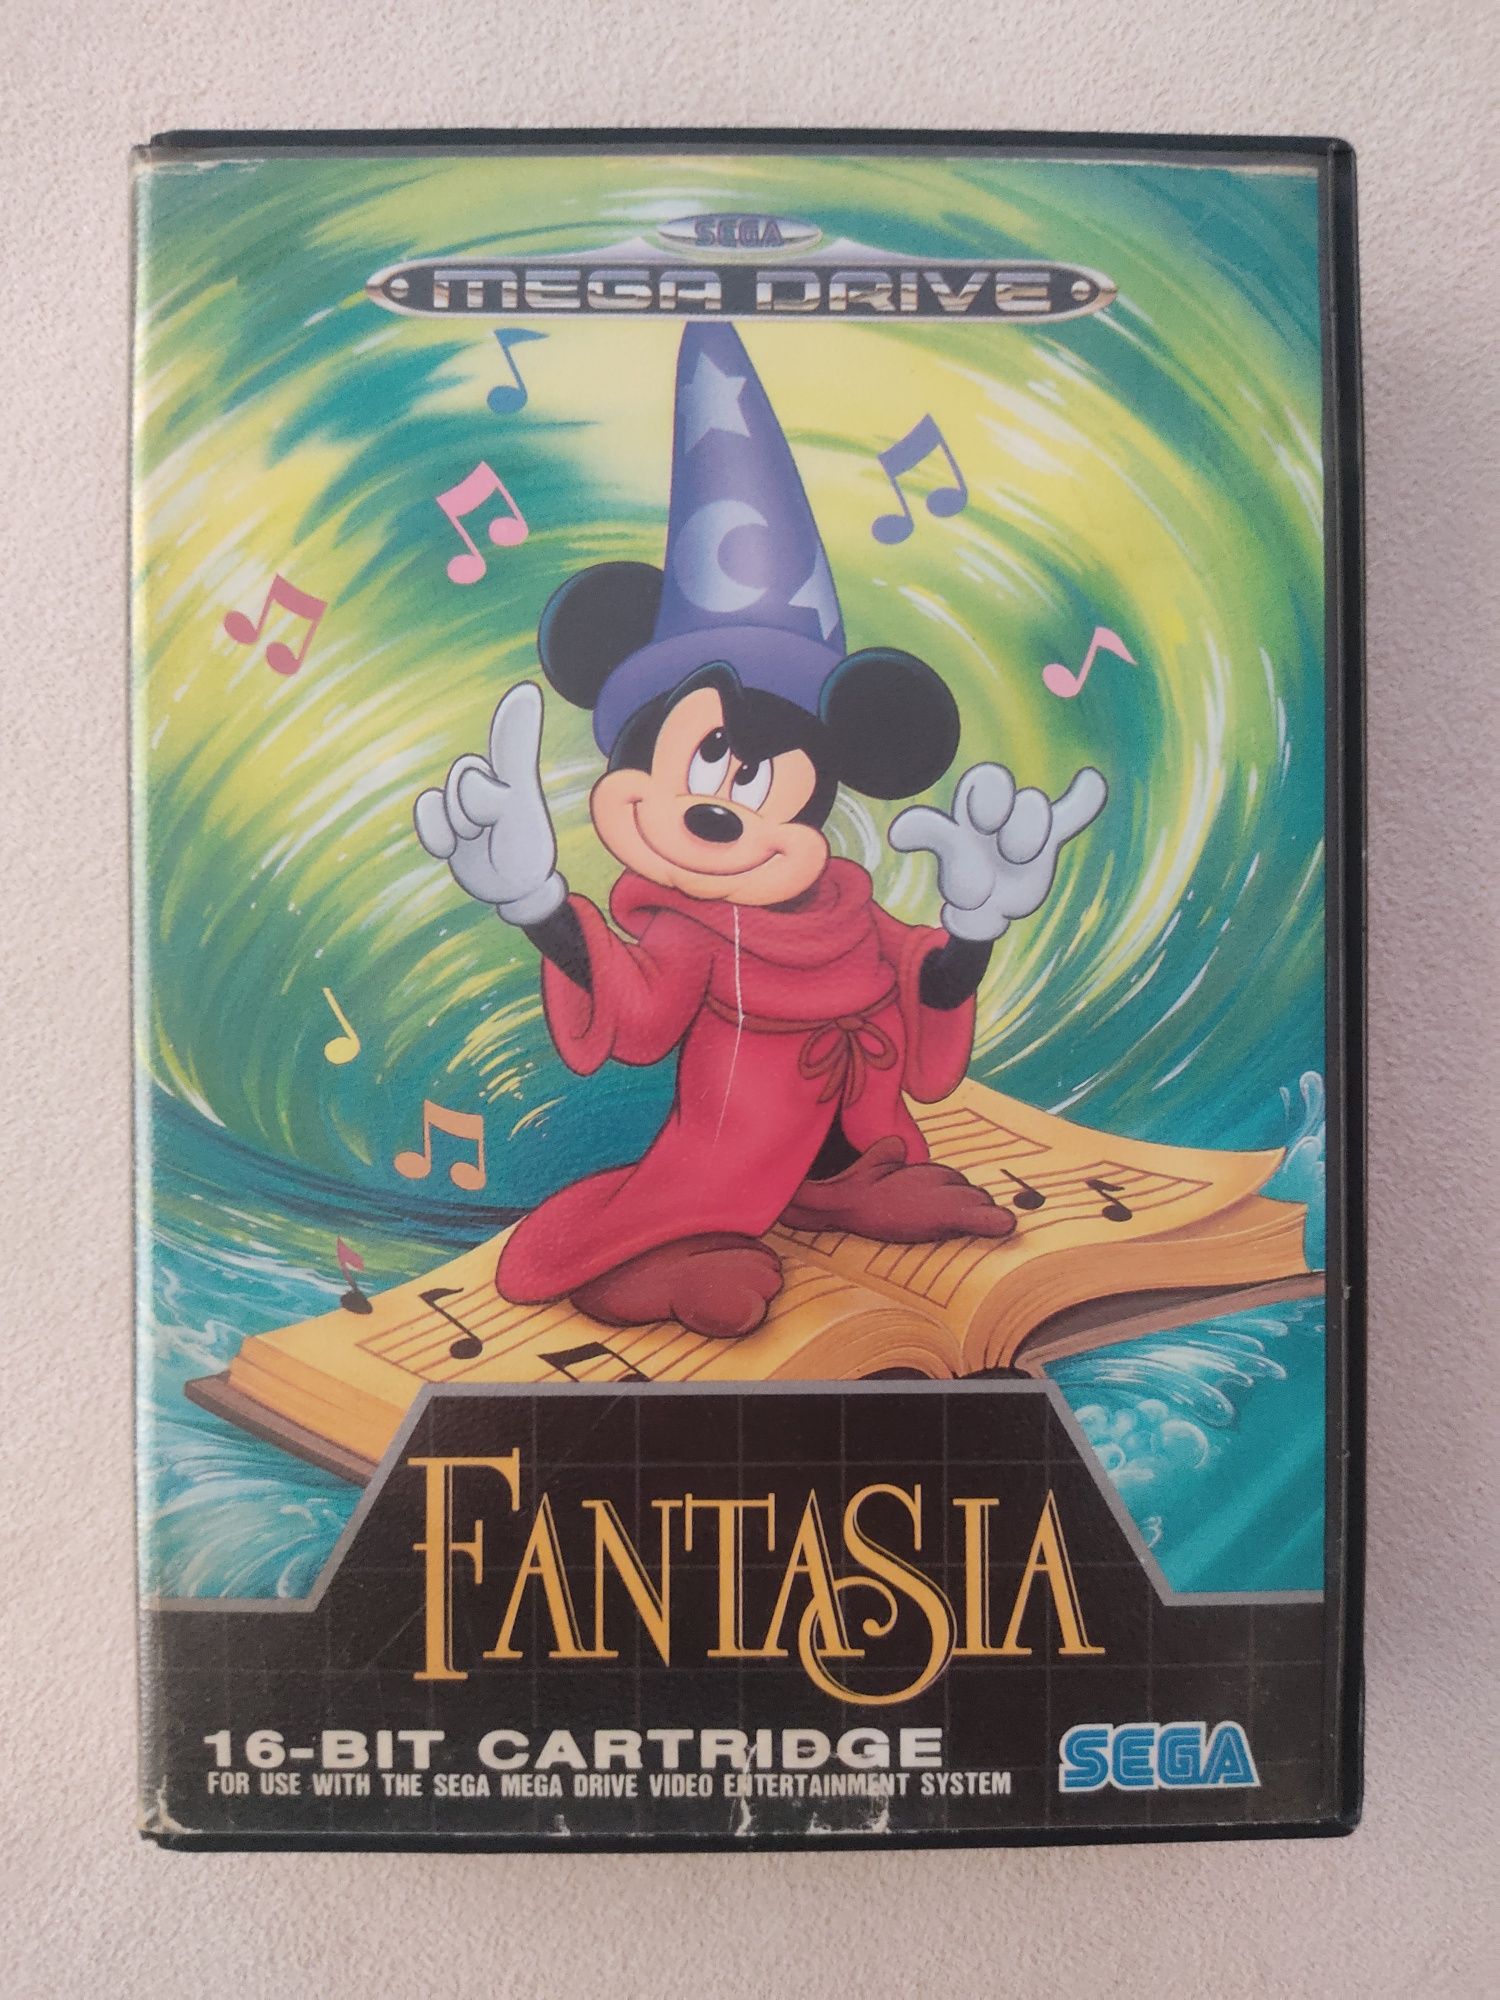 SEGA
MEGA DRIVE
FANTASIA
16-BIT CARTRIDGE
FOR USE WITH THE SEGA MEGA DRIVE VIDEO ENTERTAINMENT SYSTEM
SEGA